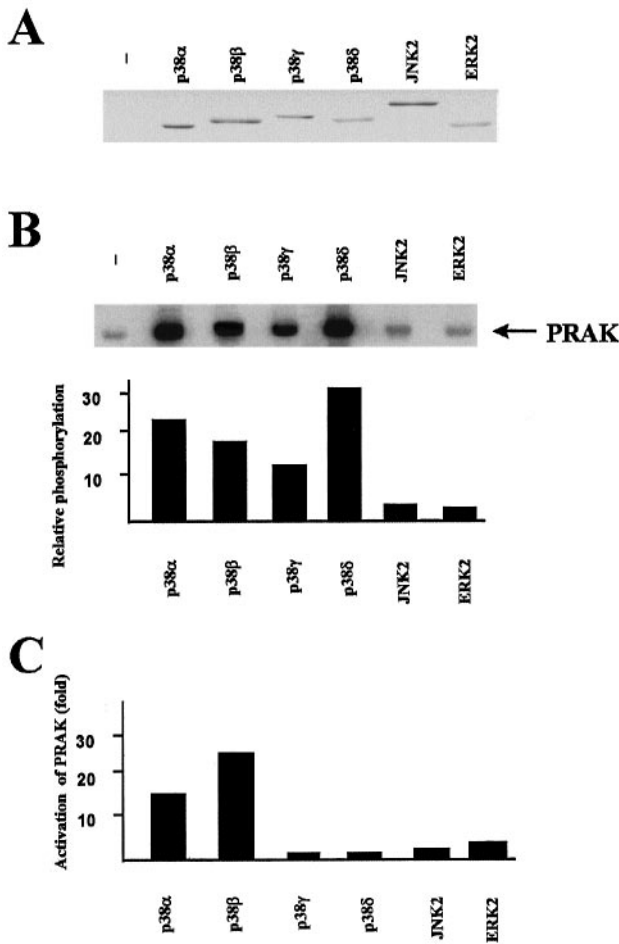 A
– p38α p38β p38γ p38δ JNK2 ERK2
B
– p38α p38β p38γ p38δ JNK2 ERK2
PRAK
Relative phosphorylation
30
20
10
p38α p38β p38γ p38δ JNK2 ERK2
C
Activation of PRAK (fold)
30
20
10
p38α p38β p38γ p38δ JNK2 ERK2